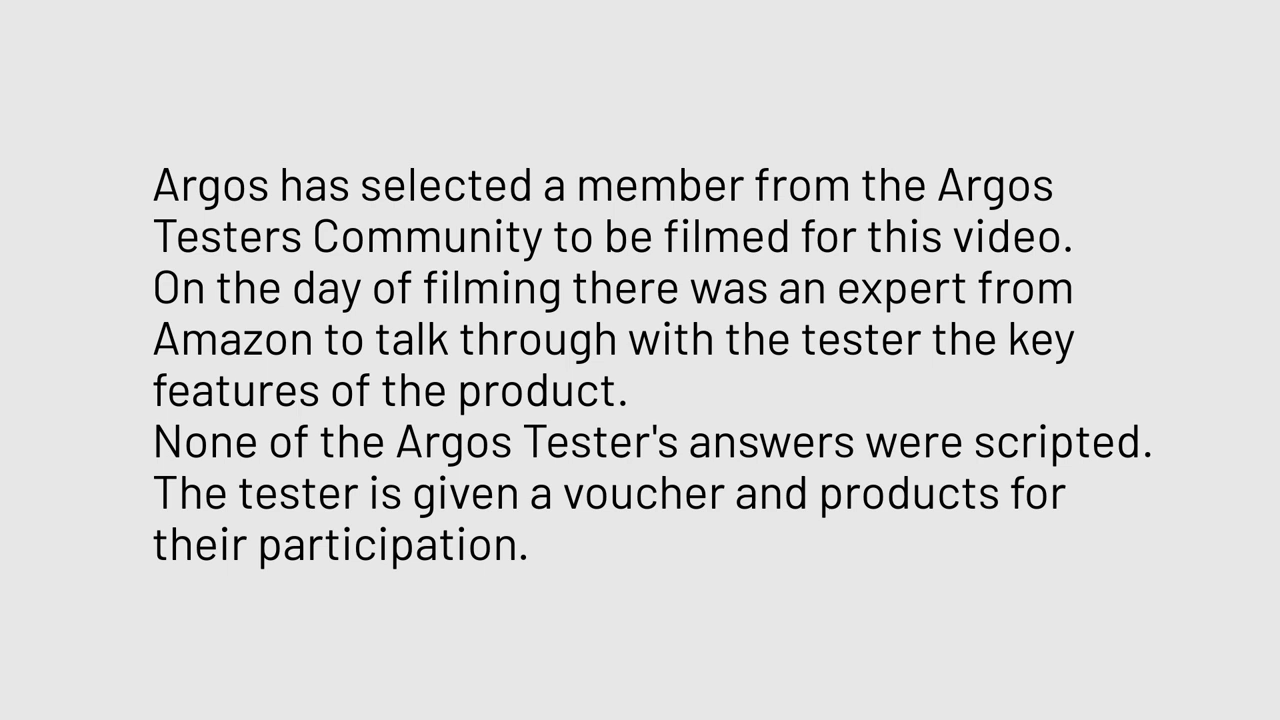 Argos has selected a member from the Argos
Testers Community to be filmed for this video.
On the day of filming there was an expert from
Amazon to talk through with the tester the key
features of the product.
None of the Argos Tester's answers were scripted.
The tester is given a voucher and products for
their participation.